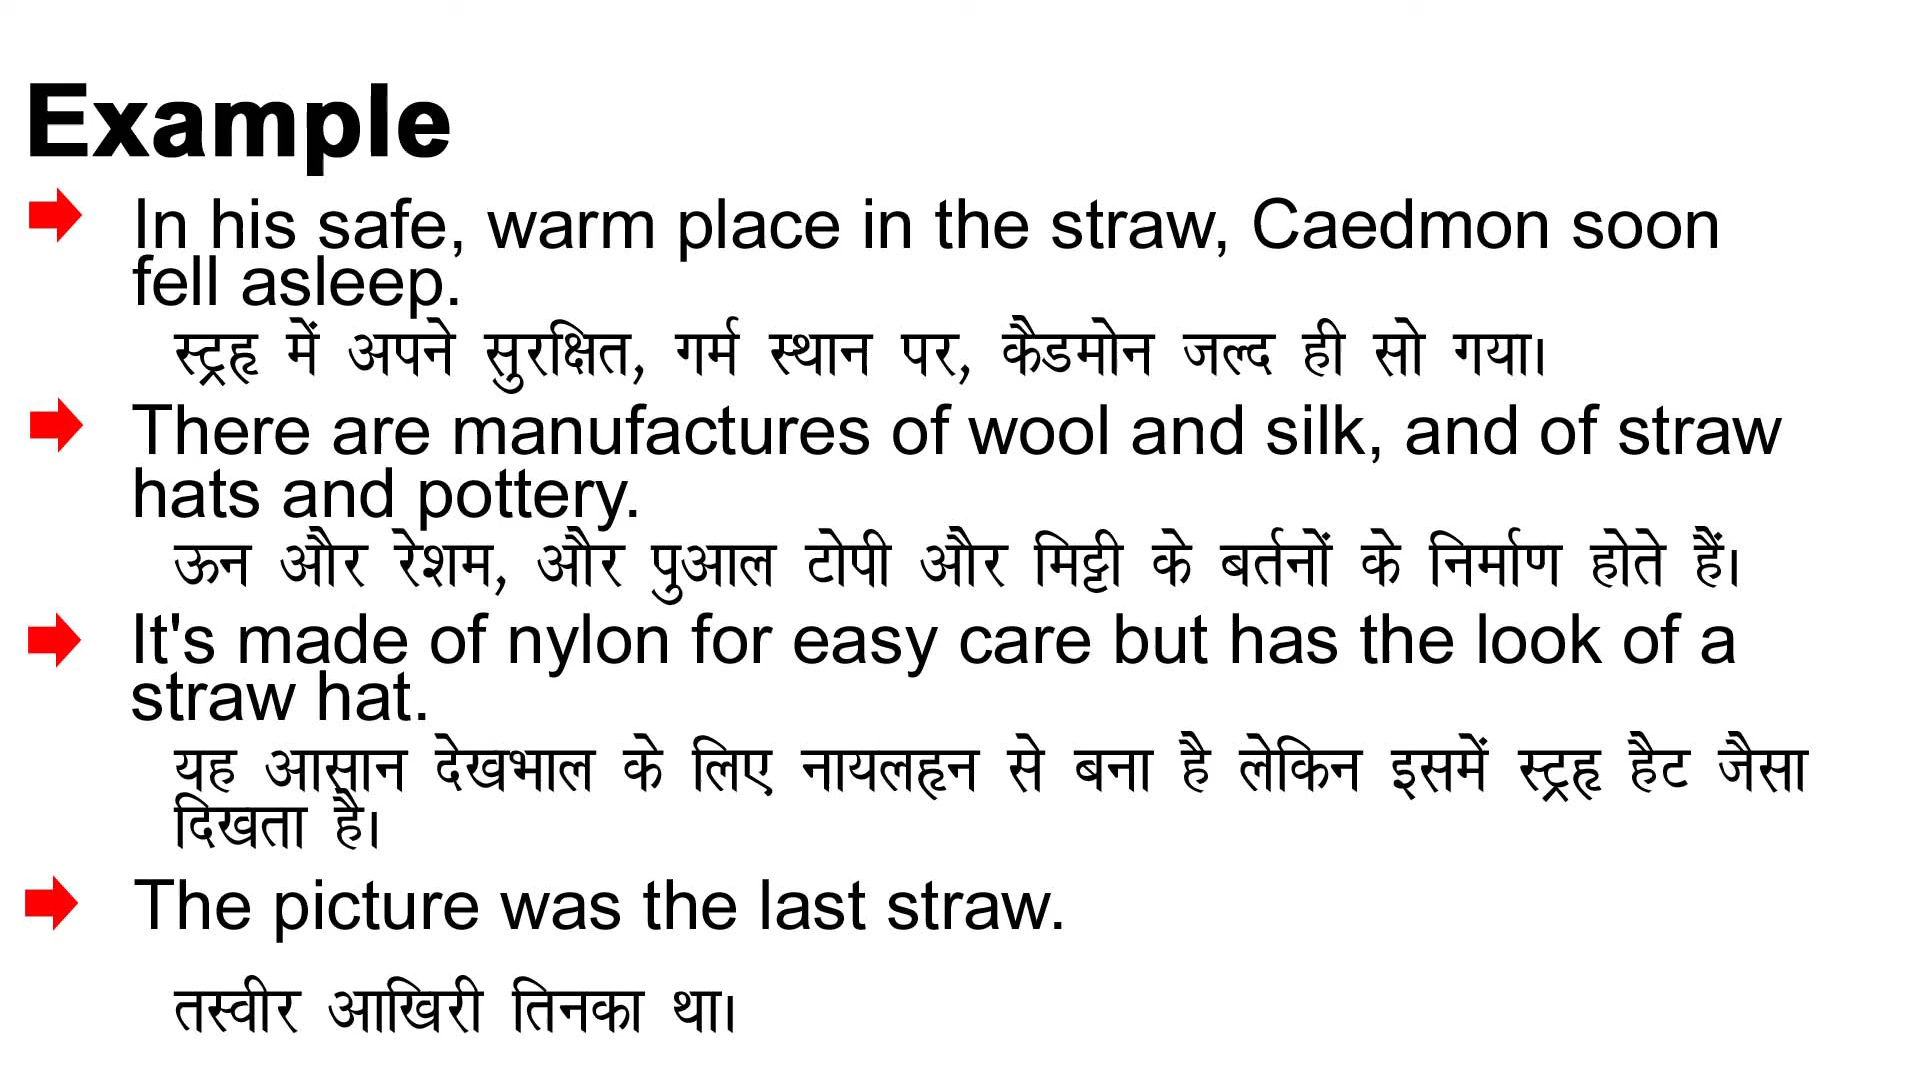 Example
In his safe, warm place in the straw, Caedmon soon
fell asleep.
स्ट्रहृ में अपने सुरक्षित, गर्म स्थान पर, कैडमोन जल्द ही सो गया।
There are manufactures of wool and silk, and of straw
hats and pottery.
ऊन और रेशम, और पुआल टोपी और मिट्टी के बर्तनों के निर्माण होते हैं।
It's made of nylon for easy care but has the look of a
straw hat.
यह आसान देखभाल के लिए नायलहृन से बना है लेकिन इसमें स्ट्रहृ हैट जैसा
दिखता है।
The picture was the last straw.
तस्वीर आखिरी तिनका था।